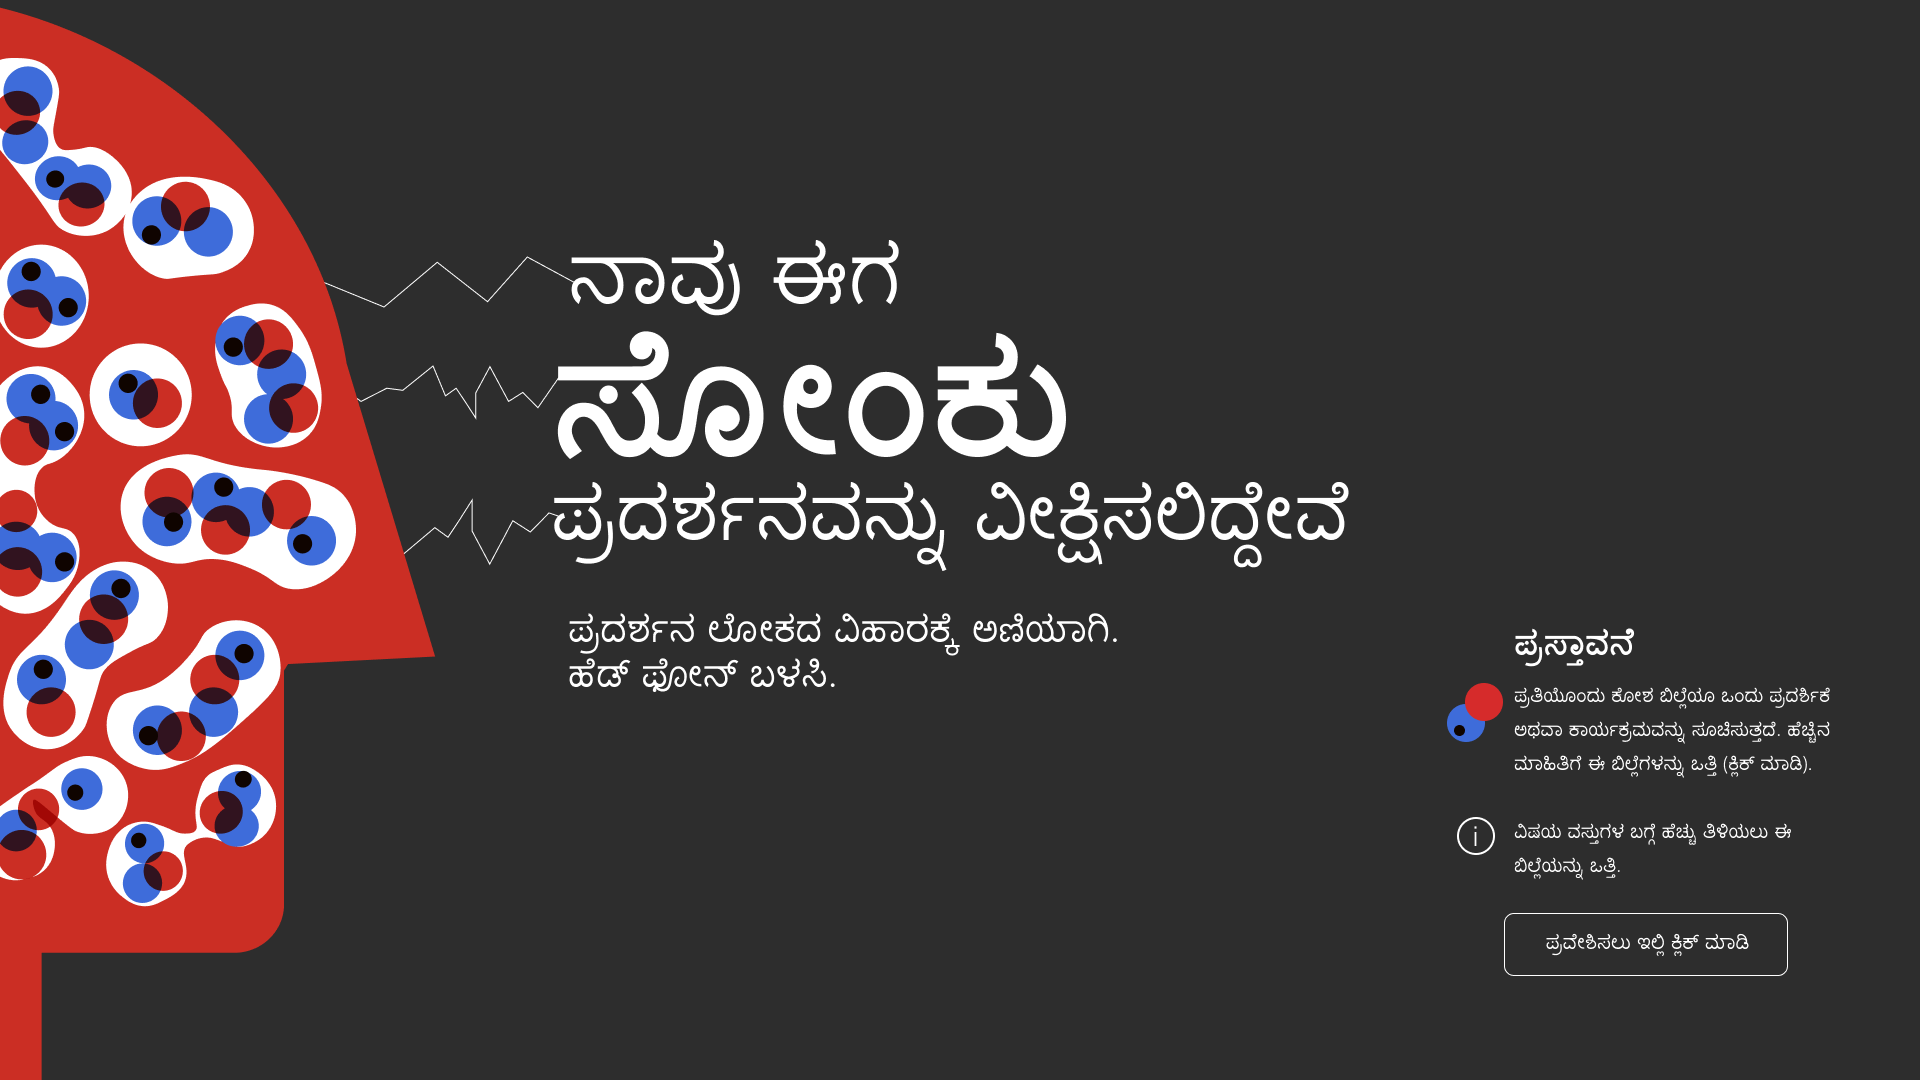 ನಾವು ಈಗ
ಸೋಂಕು
ಪ್ರದರ್ಶನವನ್ನು ವೀಕ್ಷಿಸಲಿದ್ದೇವೆ
ಪ್ರದರ್ಶನ ಲೋಕದ ವಿಹಾರಕ್ಕೆ ಅಣಿಯಾಗಿ.
ಹೆಡ್ ಫೋನ್ ಬಳಸಿ.
ಪ್ರಸ್ತಾವನೆ
ಪ್ರತಿಯೊಂದು ಕೋಶ ಬಿಲ್ಲೆಯೂ ಒಂದು ಪ್ರದರ್ಶಿಕೆ
ಅಥವಾ ಕಾರ್ಯಕ್ರಮವನ್ನು ಸೂಚಿಸುತ್ತದೆ. ಹೆಚ್ಚಿನ
ಮಾಹಿತಿಗೆ ಈ ಬಿಲ್ಲೆಗಳನ್ನು ಒತ್ತಿ (ಕ್ಲಿಕ್ ಮಾಡಿ).
i
ವಿಷಯ ವಸ್ತುಗಳ ಬಗ್ಗೆ ಹೆಚ್ಚು ತಿಳಿಯಲು ಈ
ಬಿಲ್ಲೆಯನ್ನು ಒತ್ತಿ.
ಪ್ರವೇಶಿಸಲು ಇಲ್ಲಿ ಕ್ಲಿಕ್ ಮಾಡಿ